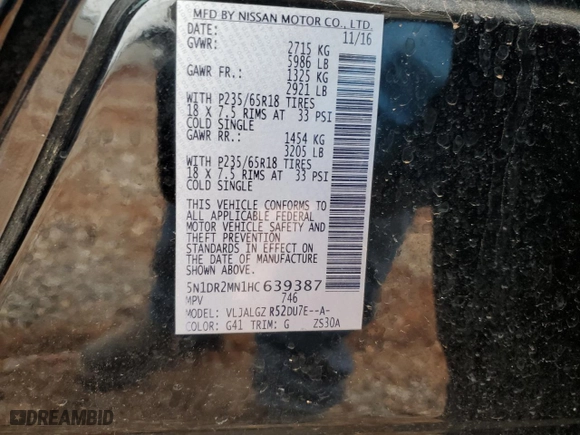 MFD BY NISSAN MOTOR CO., LTD.
DATE: 11/16
GVWR: 2715 KG
5986 LB
GAWR FR.: 1325 KG
2921 LB
WITH P235/65R18 TIRES
18 X 7.5 RIMS AT 33 PSI
COLD SINGLE
GAWR RR.: 1454 KG
3205 LB
WITH P235/65R18 TIRES
18 X 7.5 RIMS AT 33 PSI
COLD SINGLE
THIS VEHICLE CONFORMS TO
ALL APPLICABLE FEDERAL
MOTOR VEHICLE SAFETY AND
THEFT PREVENTION
STANDARDS IN EFFECT ON
THE DATE OF MANUFACTURE
SHOWN ABOVE.
5N1DR2MN1HC639387
MPV 746
MODEL: VLJALGZ R52DU7E--A-
COLOR: G41 TRIM: G ZS30A
DREAMBID